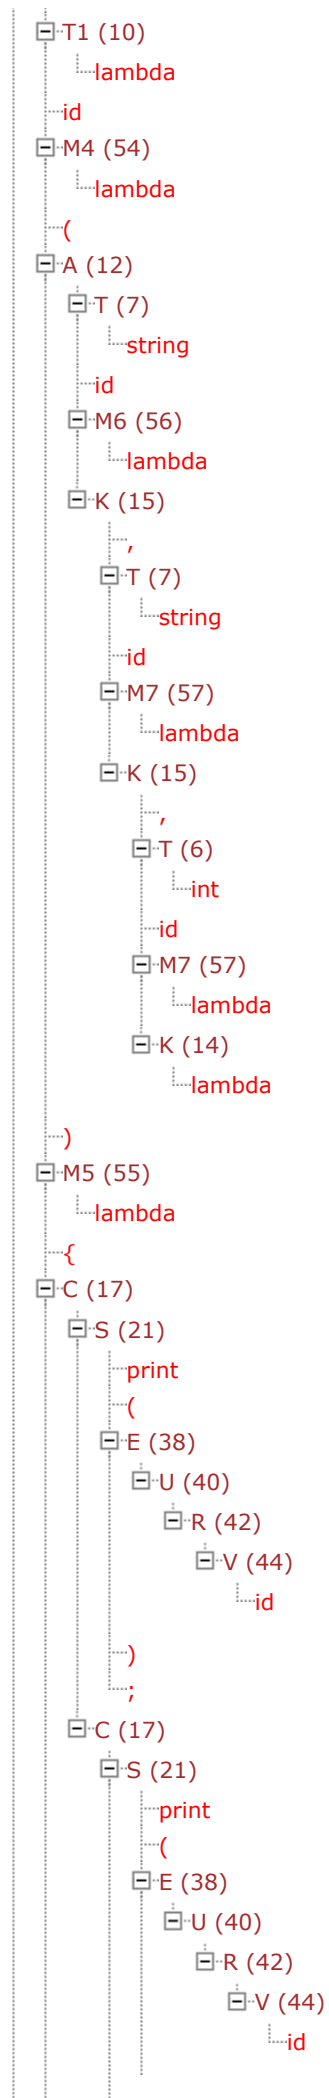 T1 (10)
lambda
id
M4 (54)
lambda
(
A (12)
T (7)
string
id
M6 (56)
lambda
K (15)
,
T (7)
string
id
M7 (57)
lambda
K (15)
,
T (6)
int
id
M7 (57)
lambda
K (14)
lambda
)
M5 (55)
lambda
{
C (17)
S (21)
print
(
E (38)
U (40)
R (42)
V (44)
id
)
;
C (17)
S (21)
print
(
E (38)
U (40)
R (42)
V (44)
id